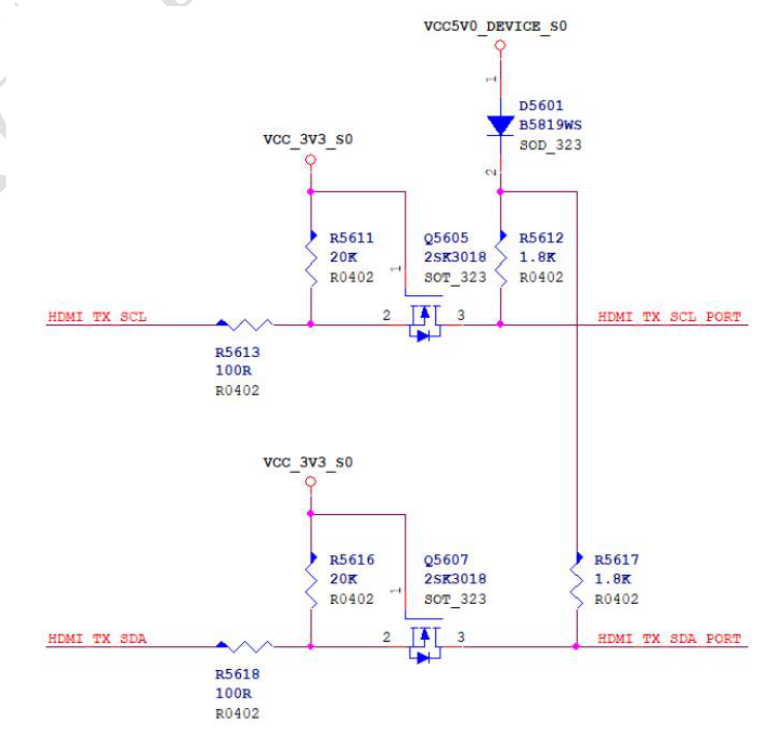 VCC5V0_DEVICE_S0
1
D5601
B5819WS
SOD_323
2
VCC_3V3_S0
R5611
20K
R0402
1
Q5605
2SK3018
SOT_323
R5612
1.8K
R0402
HDMI_TX_SCL
2
3
HDMI_TX_SCL_PORT
R5613
100R
R0402
VCC_3V3_S0
R5616
20K
R0402
1
Q5607
2SK3018
SOT_323
R5617
1.8K
R0402
HDMI_TX_SDA
2
3
HDMI_TX_SDA_PORT
R5618
100R
R0402